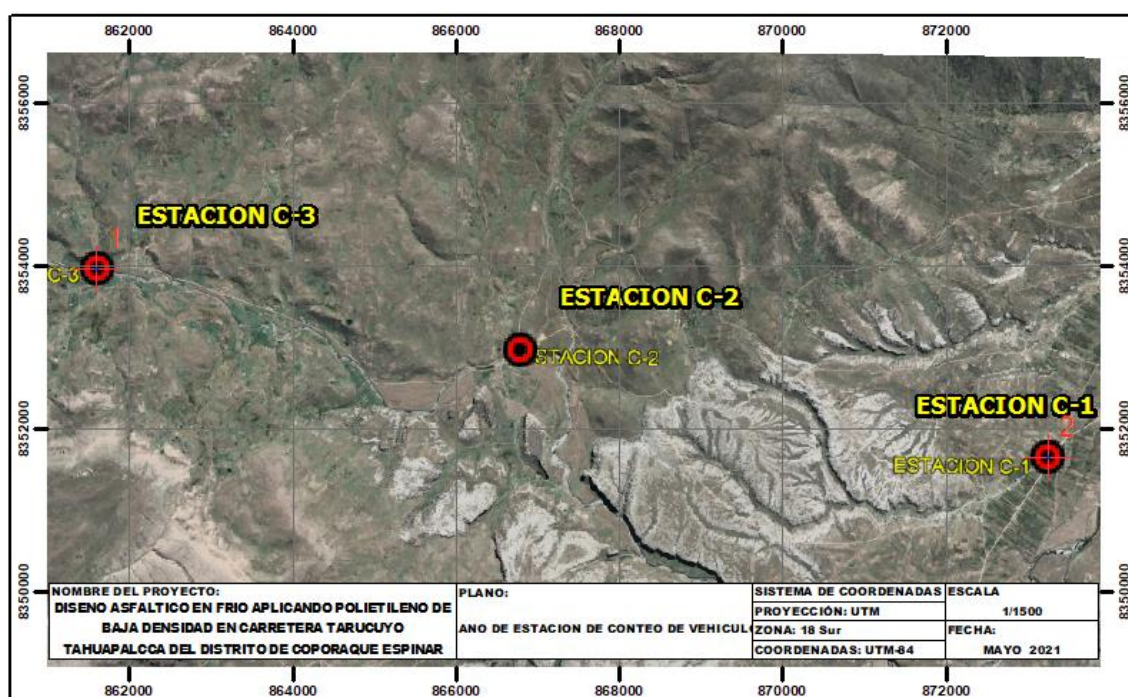 862000 864000 866000 868000 870000 872000
8356000 8356000
ESTACION C-3
1
8354000 8354000
C-3
ESTACION C-2
STACION C-2
ESTACION C-1
8352000 8352000
2
ESTACION C-1
8350000 8350000
NOMBRE DEL PROYECTO:
DISENO ASFALTICO EN FRIO APLICANDO POLIETILENO DE
BAJA DENSIDAD EN CARRETERA TARUCUYO
TAHUAPALCCA DEL DISTRITO DE COPORAQUE ESPINAR
PLANO:
ANO DE ESTACION DE CONTEO DE VEHICUL
SISTEMA DE COORDENADAS
PROYECCIÓN: UTM
ZONA: 18 Sur
COORDENADAS: UTM-84
ESCALA
1/1500
FECHA:
MAYO 2021
862000 864000 866000 868000 870000 872000